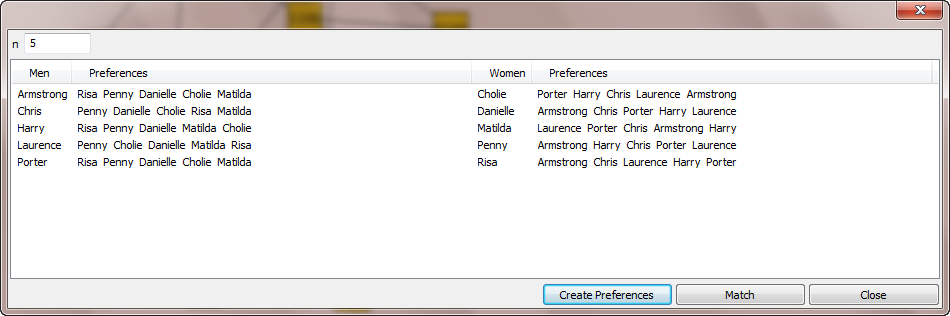 n 5
Men Preferences Women Preferences
Armstrong Risa Penny Danielle Cholie Matilda Cholie Porter Harry Chris Laurence Armstrong
Chris Penny Danielle Cholie Risa Matilda Danielle Armstrong Chris Porter Harry Laurence
Harry Risa Penny Danielle Matilda Cholie Matilda Laurence Porter Chris Armstrong Harry
Laurence Penny Cholie Danielle Matilda Risa Penny Armstrong Harry Chris Porter Laurence
Porter Risa Penny Danielle Cholie Matilda Risa Armstrong Chris Laurence Harry Porter
Create Preferences Match Close